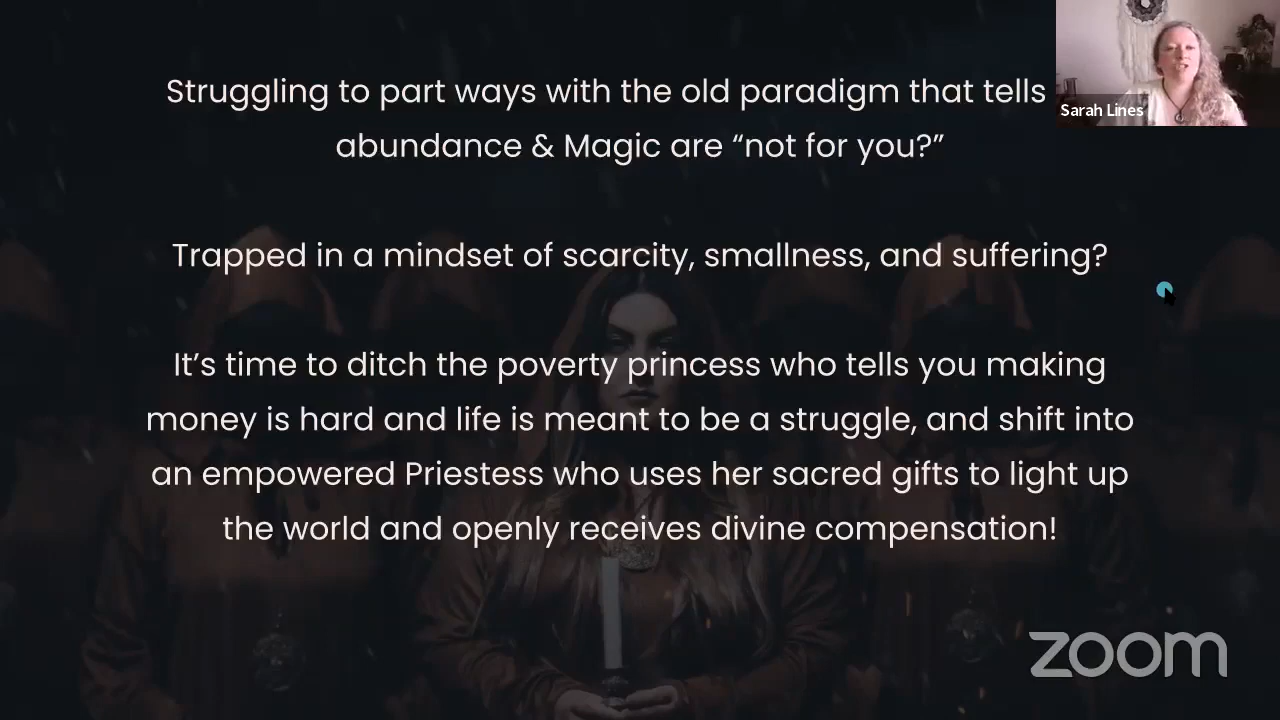 Struggling to part ways with the old paradigm that tells
abundance & Magic are “not for you?”
Trapped in a mindset of scarcity, smallness, and suffering?
It’s time to ditch the poverty princess who tells you making
money is hard and life is meant to be a struggle, and shift into
an empowered Priestess who uses her sacred gifts to light up
the world and openly receives divine compensation!
Sarah Lines
zoom